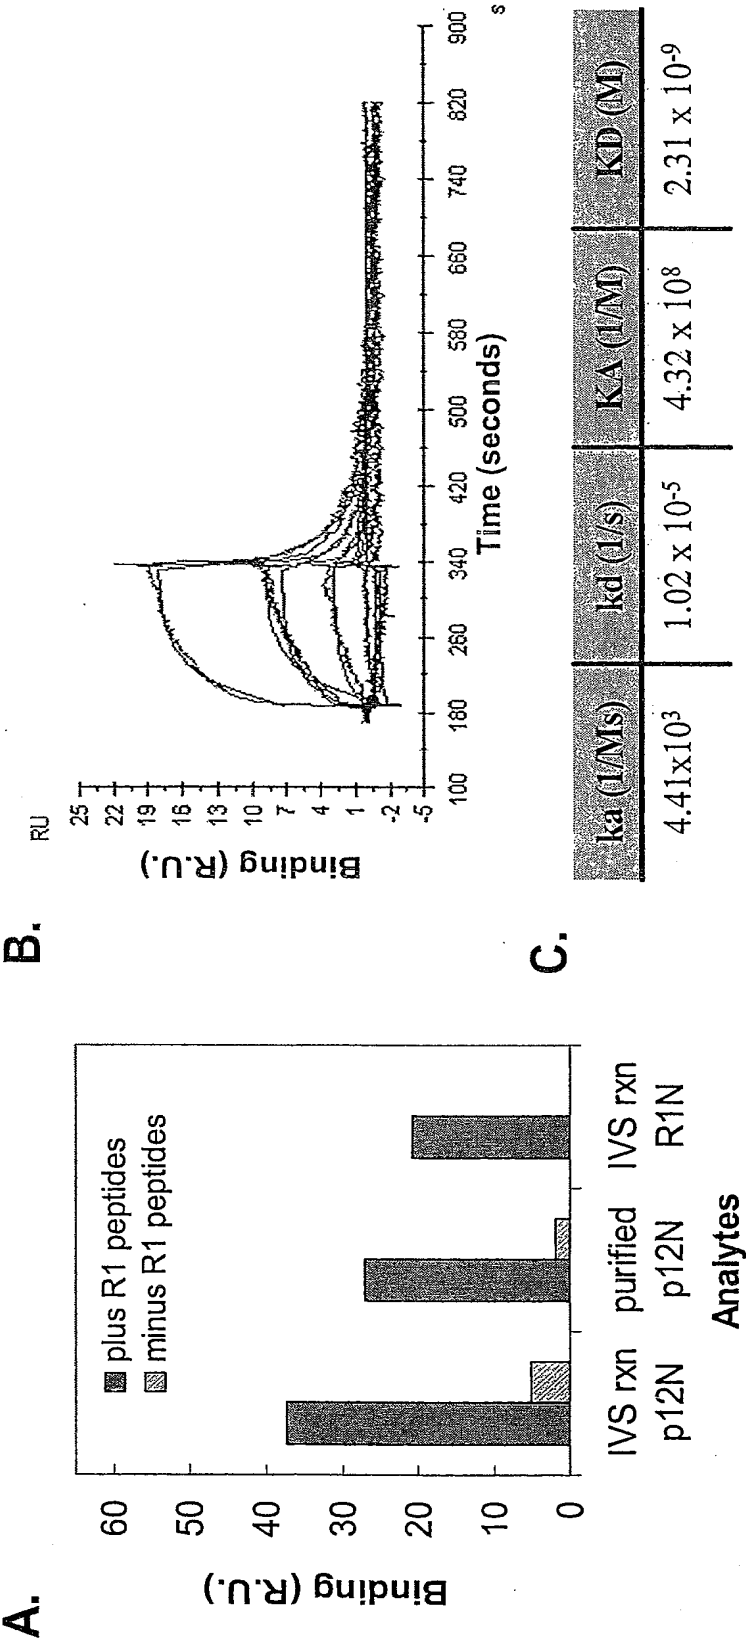 A.
Binding (R.U.)
60
50
40
30
20
10
0
plus R1 peptides
minus R1 peptides
IVS rxn
p12N
purified
p12N
IVS rxn
R1N
Analytes
B.
RU
Binding (R.U.)
25
22
19
16
13
10
7
4
1
-2
-5
100
180
260
340
420
500
580
660
740
820
900
s
Time (seconds)
C.
ka (1/Ms) kd (1/s) KA (1/M) KD (M)
4.41x10³ 1.02 x 10⁻⁵ 4.32 x 10⁸ 2.31 x 10⁻⁹